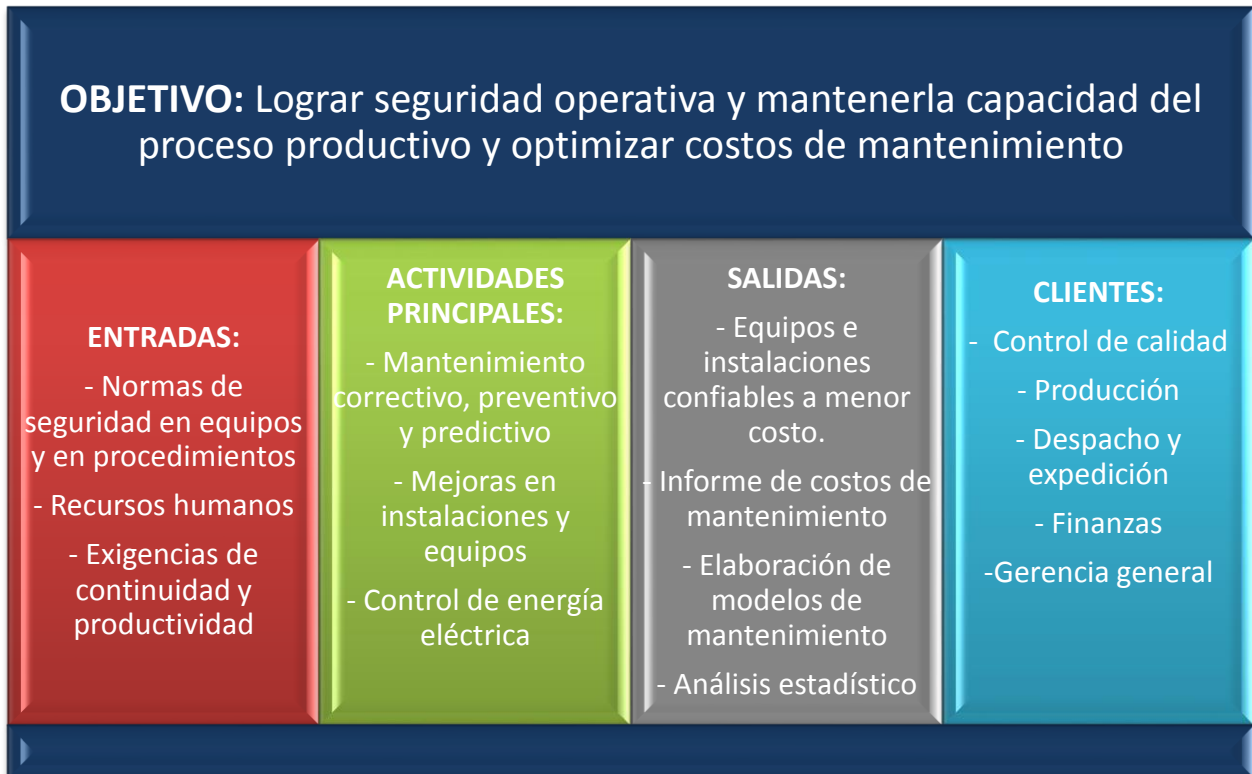 OBJETIVO: Lograr seguridad operativa y mantenerla capacidad del
proceso productivo y optimizar costos de mantenimiento
ENTRADAS:
- Normas de
seguridad en equipos
y en procedimientos
- Recursos humanos
- Exigencias de
continuidad y
productividad
ACTIVIDADES
PRINCIPALES:
- Mantenimiento
correctivo, preventivo
y predictivo
- Mejoras en
instalaciones y
equipos
- Control de energía
eléctrica
SALIDAS:
- Equipos e
instalaciones
confiables a menor
costo.
- Informe de costos de
mantenimiento
- Elaboración de
modelos de
mantenimiento
- Análisis estadístico
CLIENTES:
- Control de calidad
- Producción
- Despacho y
expedición
- Finanzas
-Gerencia general